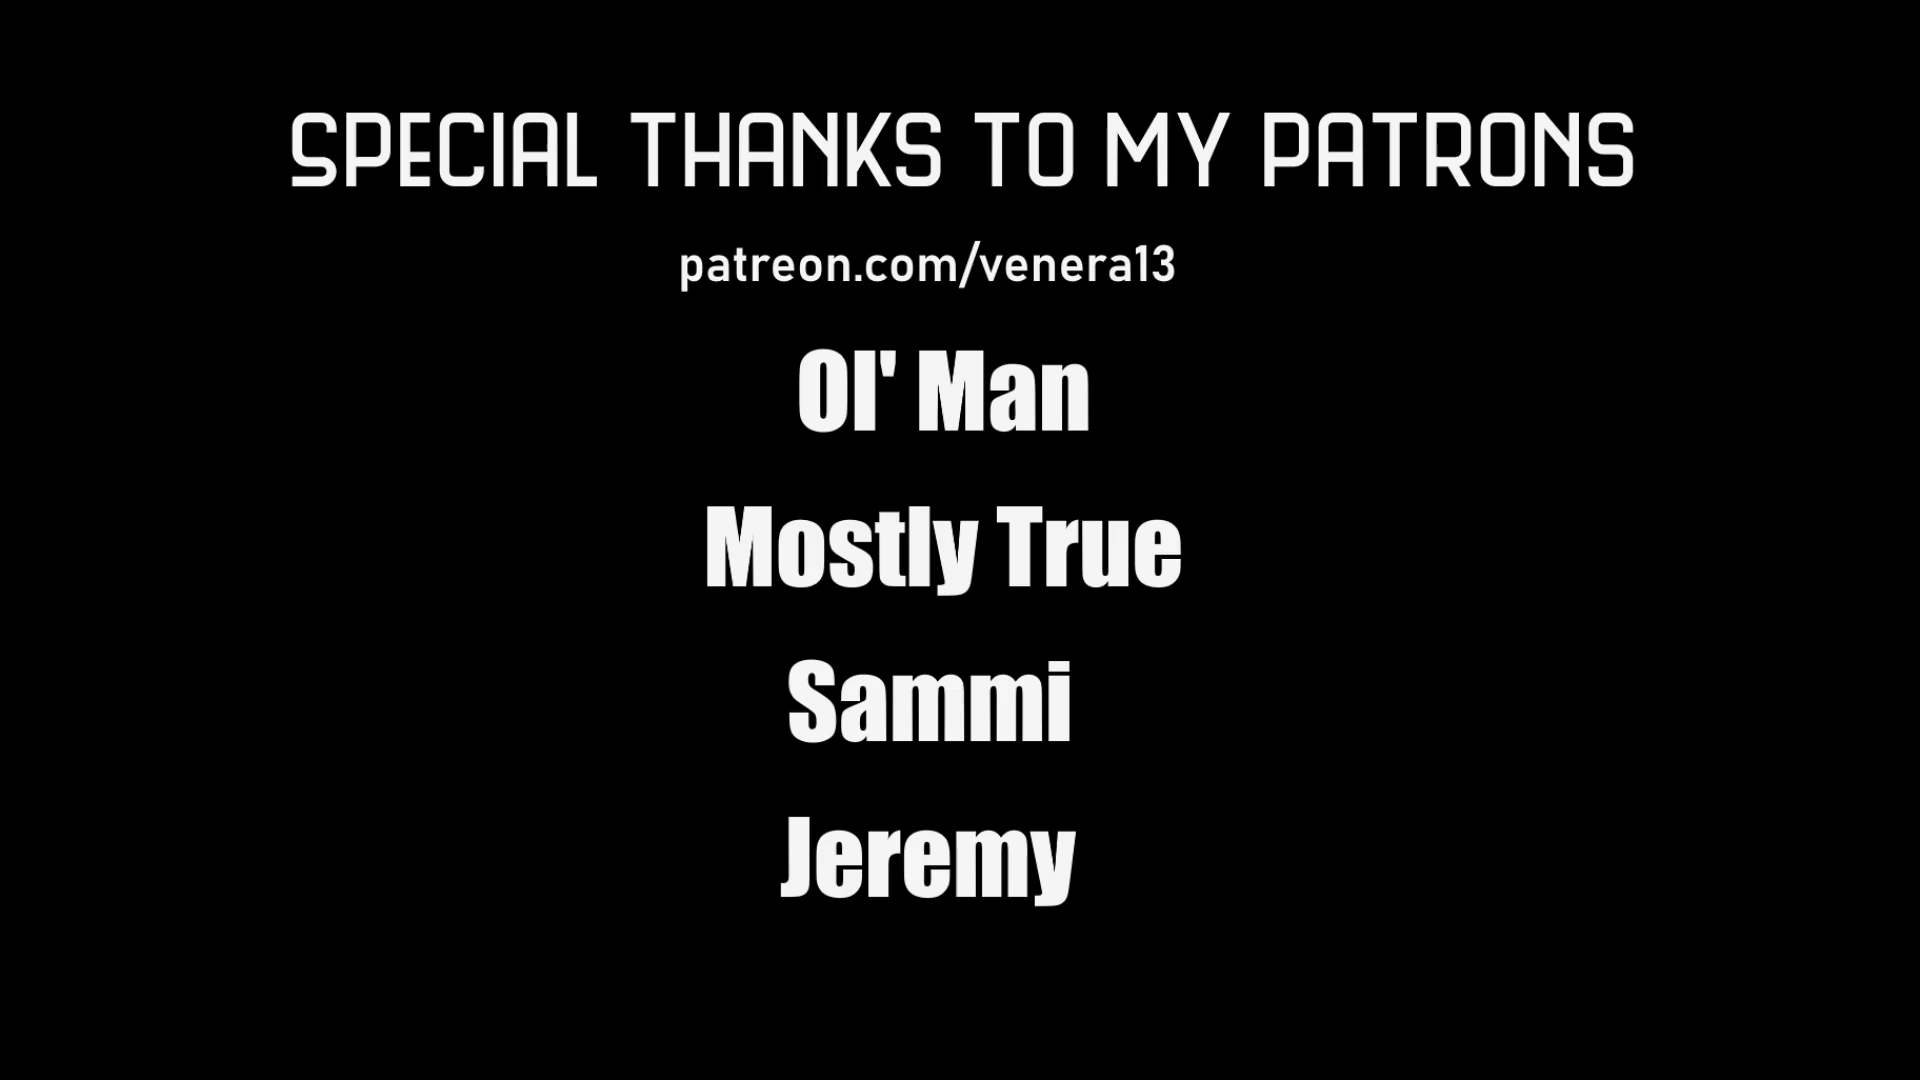 SPECIAL THANKS TO MY PATRONS
patreon.com/venera13
Ol' Man
Mostly True
Sammi
Jeremy